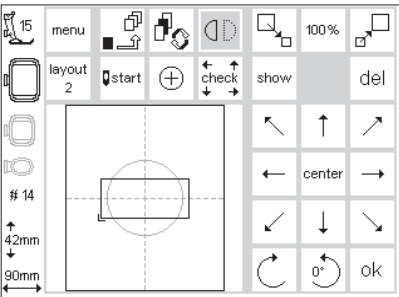 15 menu 100%
layout 2 start check show del
center
# 14
42mm
90mm 0° ok